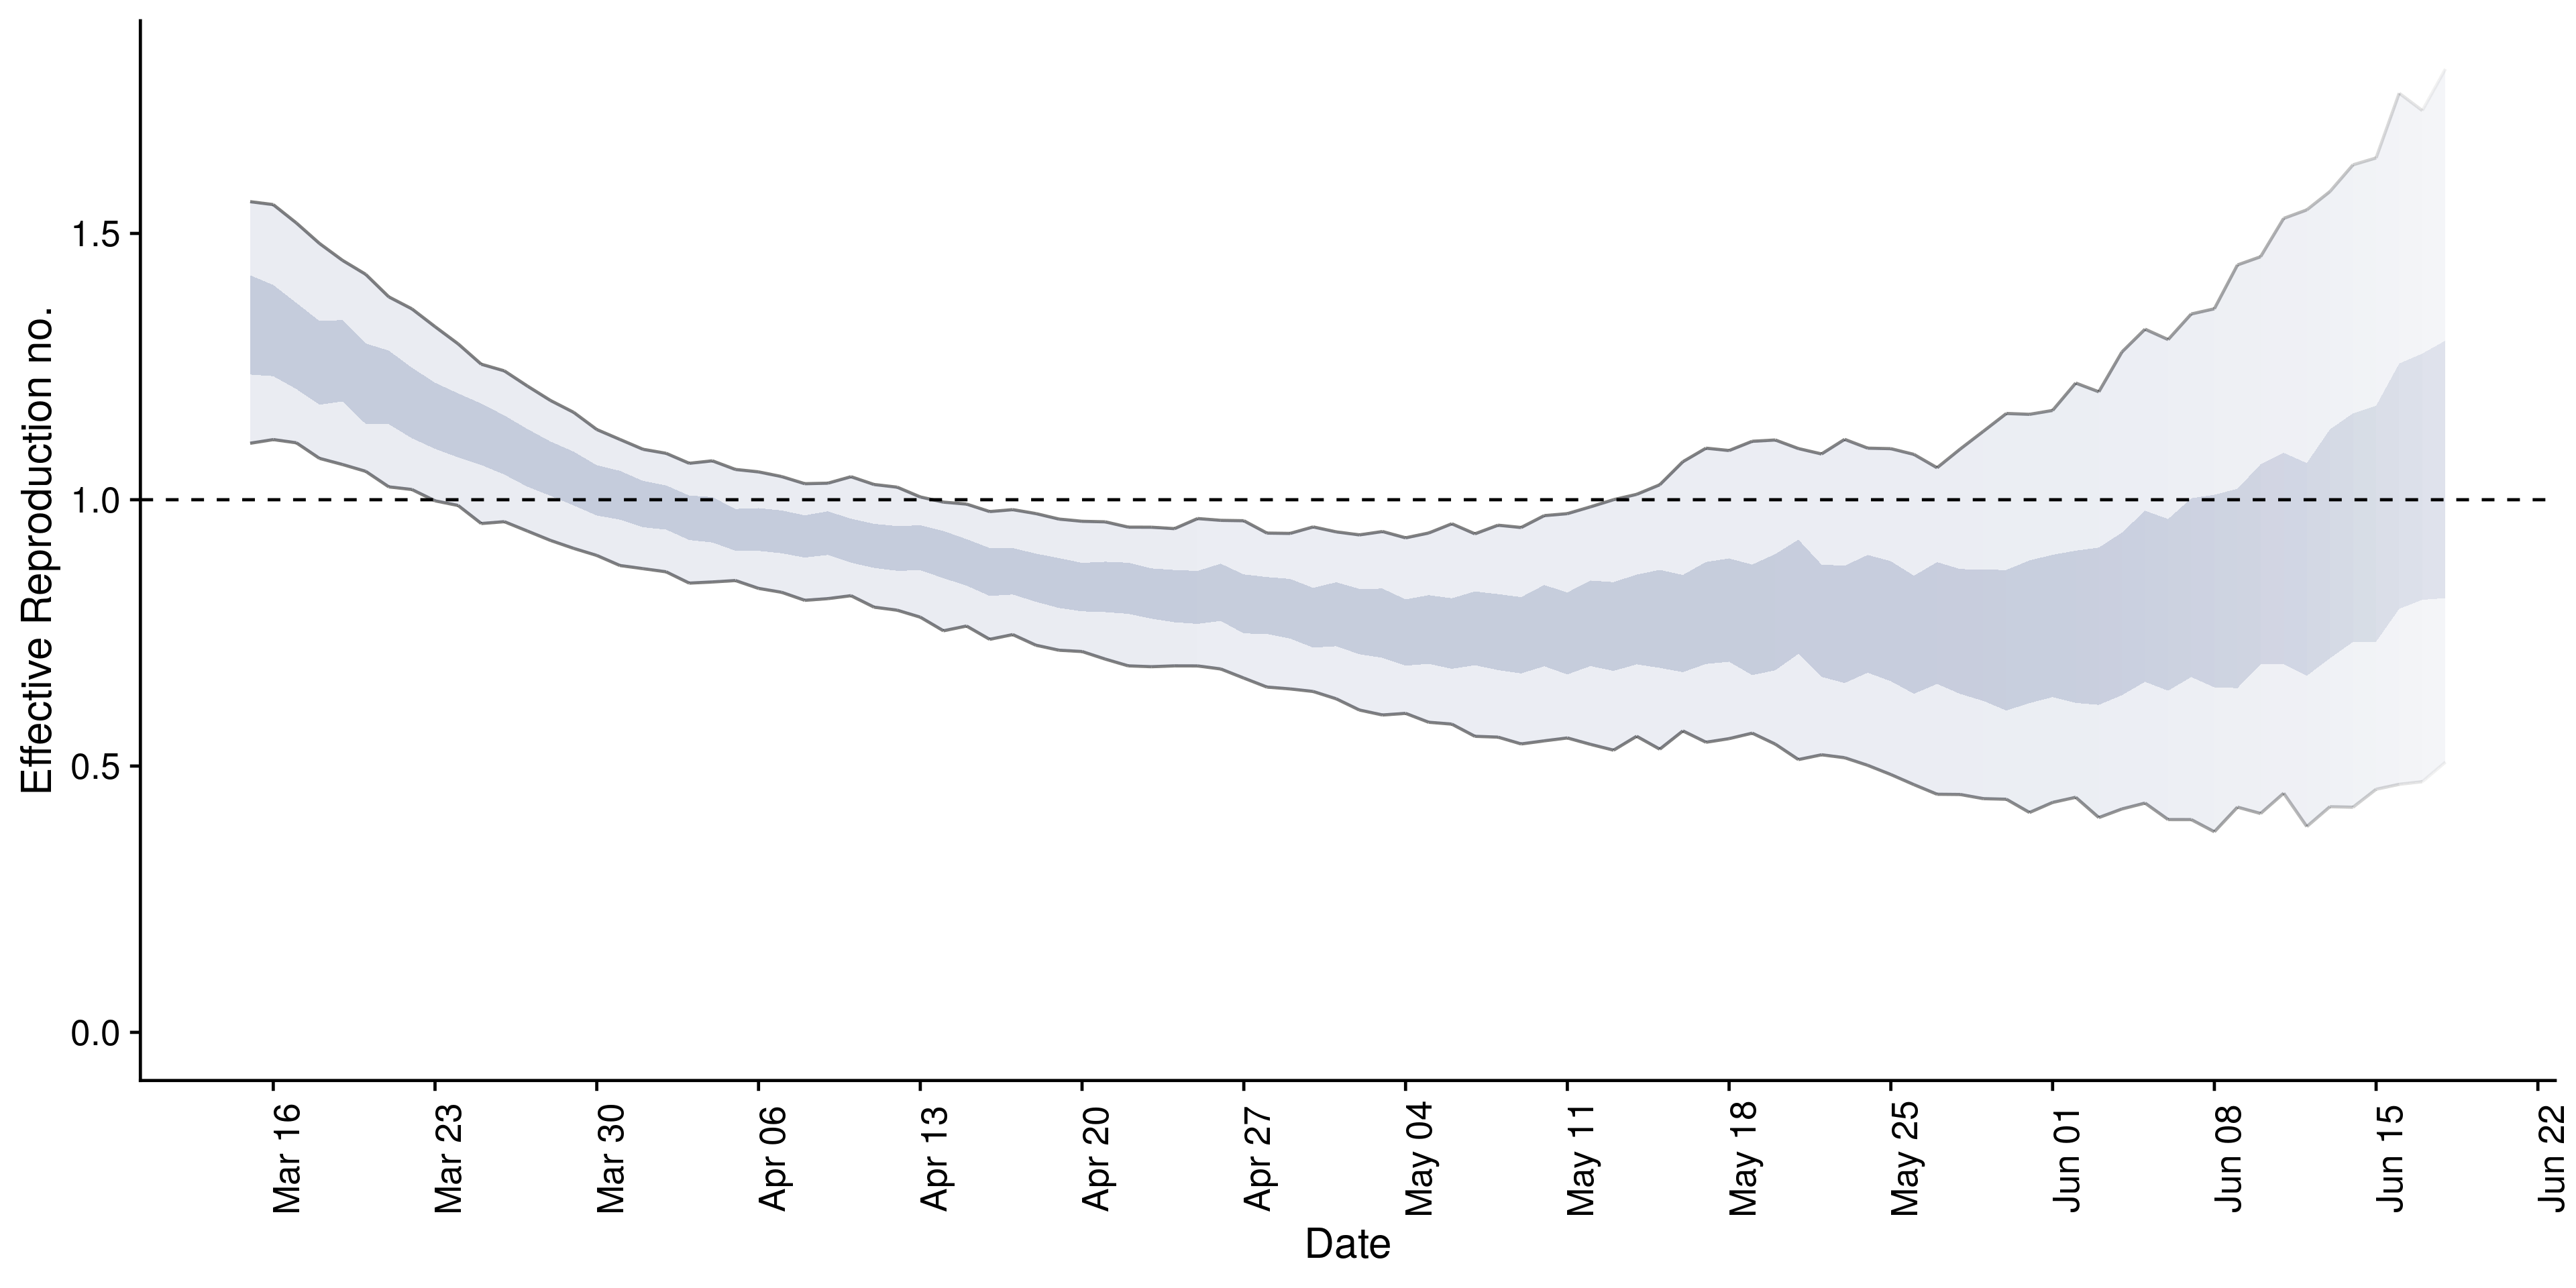 Effective Reproduction no.
1.5
1.0
0.5
0.0
Mar 16
Mar 23
Mar 30
Apr 06
Apr 13
Apr 20
Apr 27
May 04
May 11
May 18
May 25
Jun 01
Jun 08
Jun 15
Jun 22
Date